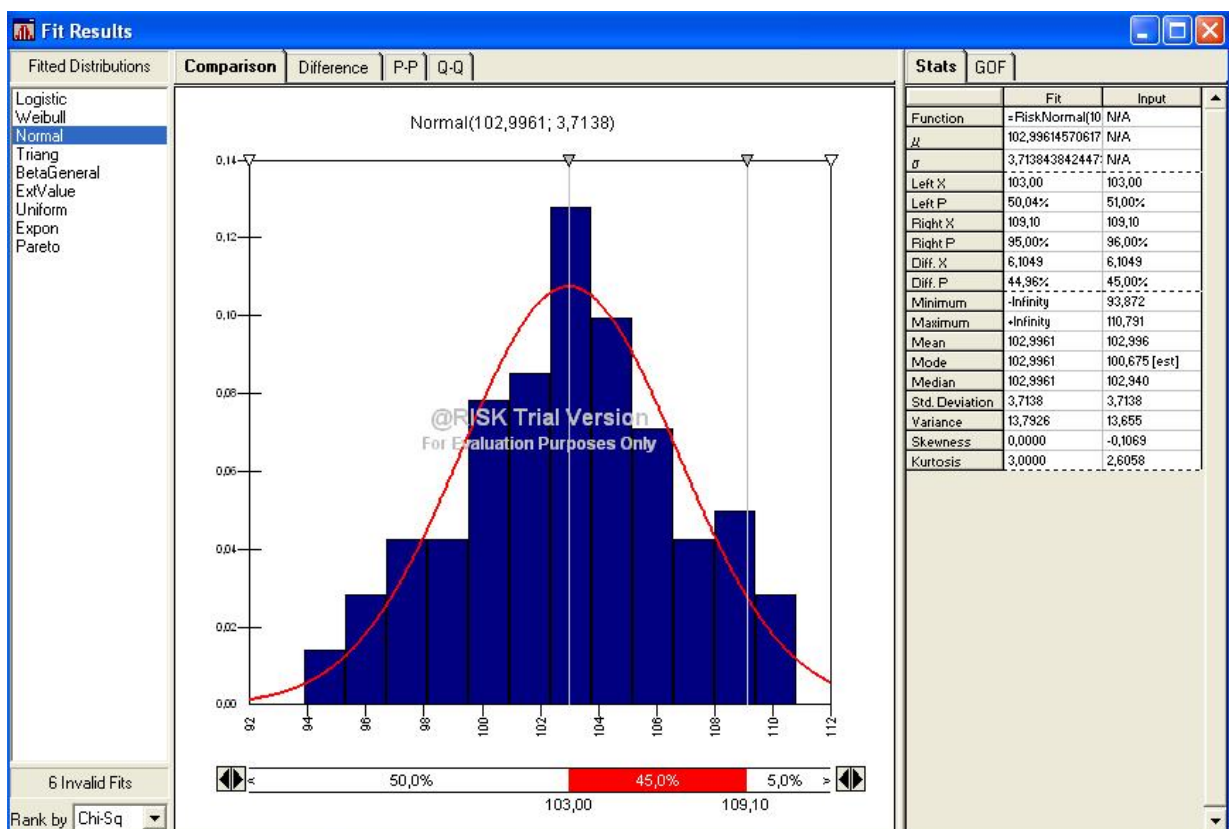 Fit Results
Fitted Distributions
Logistic
Weibull
Normal
Triang
BetaGeneral
ExtValue
Uniform
Expon
Pareto
6 Invalid Fits
Rank by Chi-Sq
Comparison Difference P-P Q-Q
Normal(102,9961; 3,7138)
0,14
0,12
0,10
0,08
0,06
0,04
0,02
0,00
@RISK Trial Version
For Evaluation Purposes Only
92 94 96 98 100 102 104 106 108 110 112
< 50,0% 45,0% 5,0% >
103,00 109,10
Stats GOF
Fit Input
Function =RiskNormal(10 N/A
μ 102,99614570617 N/A
σ 3,713843842447 N/A
Left X 103,00 103,00
Left P 50,04% 51,00%
Right X 109,10 109,10
Right P 95,00% 96,00%
Diff. X 6,1049 6,1049
Diff. P 44,96% 45,00%
Minimum -Infinity 93,872
Maximum +Infinity 110,791
Mean 102,9961 102,996
Mode 102,9961 100,675 [est]
Median 102,9961 102,940
Std. Deviation 3,7138 3,7138
Variance 13,7926 13,655
Skewness 0,0000 -0,1069
Kurtosis 3,0000 2,6058